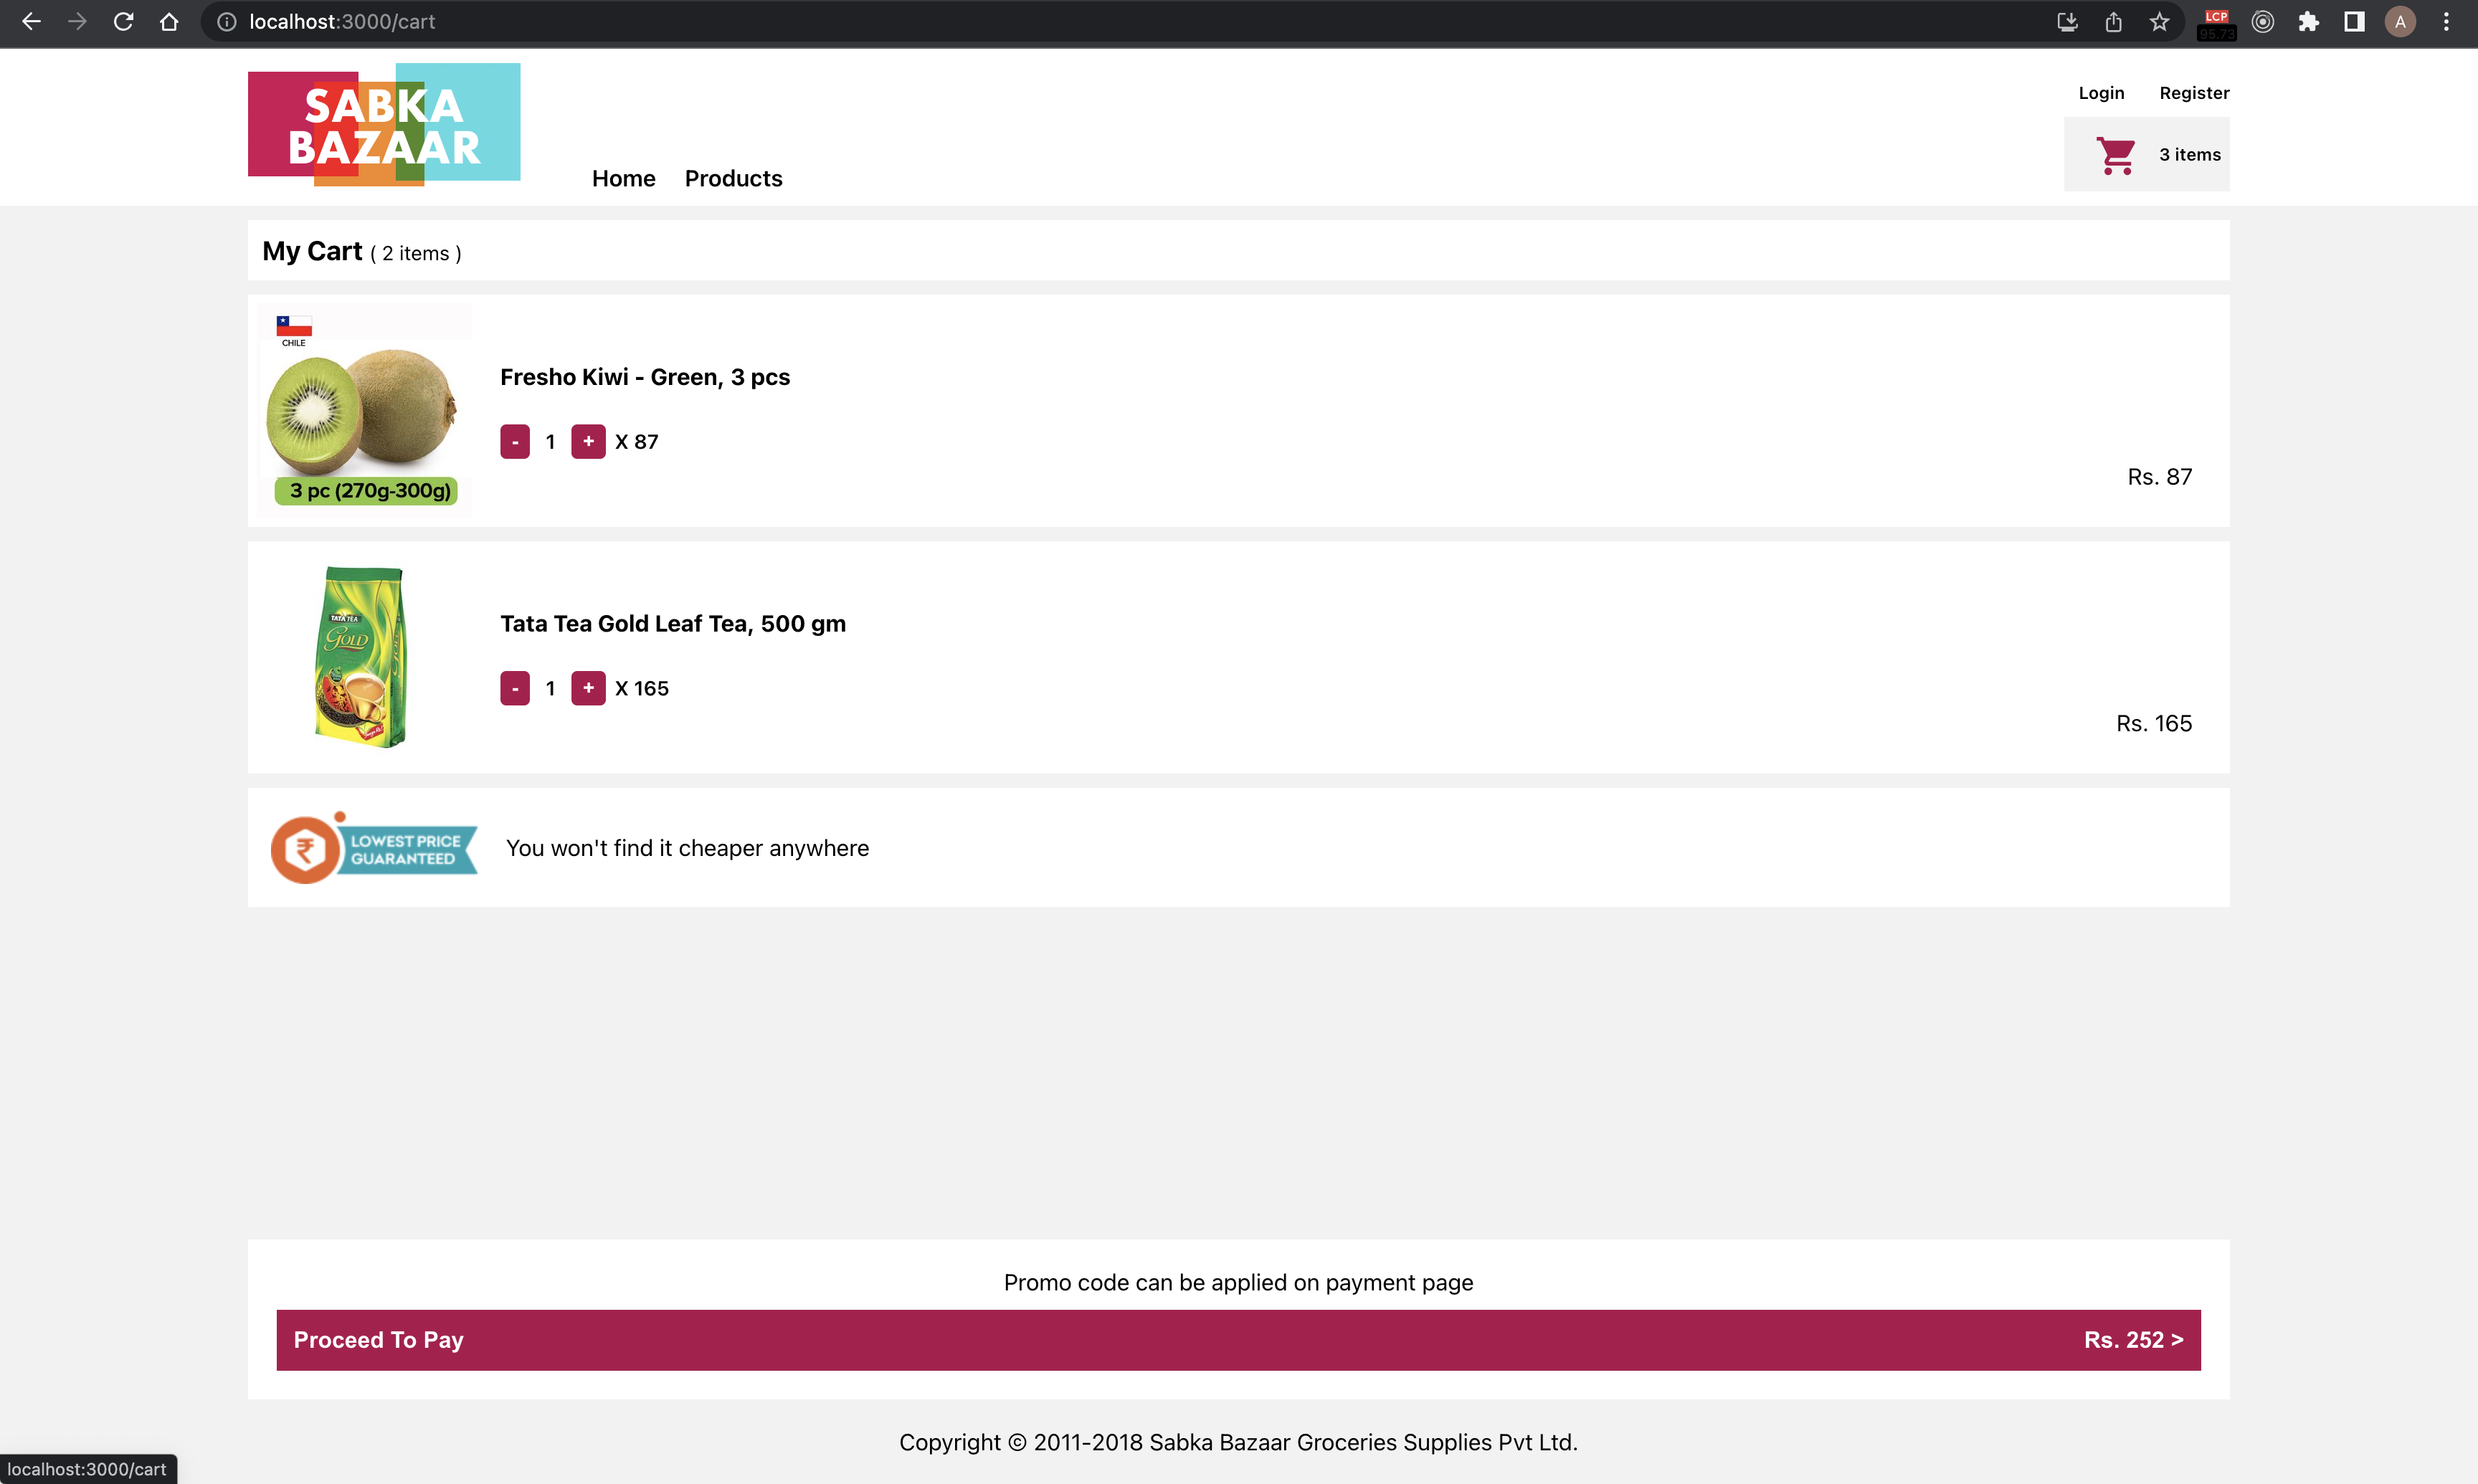 localhost:3000/cart
LCP
95.73
A
SABKA
BAZAAR
Home
Products
Login
Register
3 items
My Cart ( 2 items )
CHILE
3 pc (270g-300g)
Fresho Kiwi - Green, 3 pcs
- 1 + X 87
Rs. 87
TATA TEA
GOLD
Tata Tea Gold Leaf Tea, 500 gm
- 1 + X 165
Rs. 165
LOWEST PRICE
GUARANTEED
You won't find it cheaper anywhere
Promo code can be applied on payment page
Proceed To Pay
Rs. 252 >
Copyright © 2011-2018 Sabka Bazaar Groceries Supplies Pvt Ltd.
localhost:3000/cart